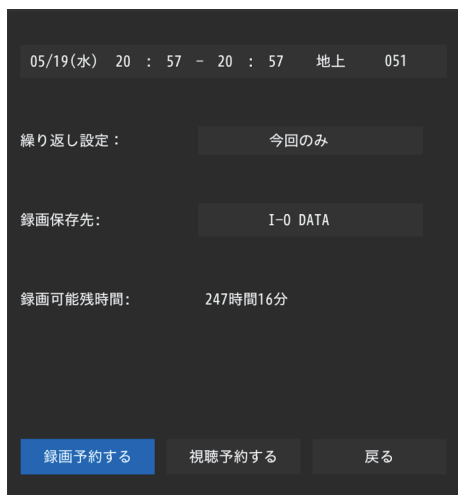 05/19(水) 20 : 57 - 20 : 57 地上 051
繰り返し設定： 今回のみ
録画保存先: I-O DATA
録画可能残時間: 247時間16分
録画予約する 視聴予約する 戻る